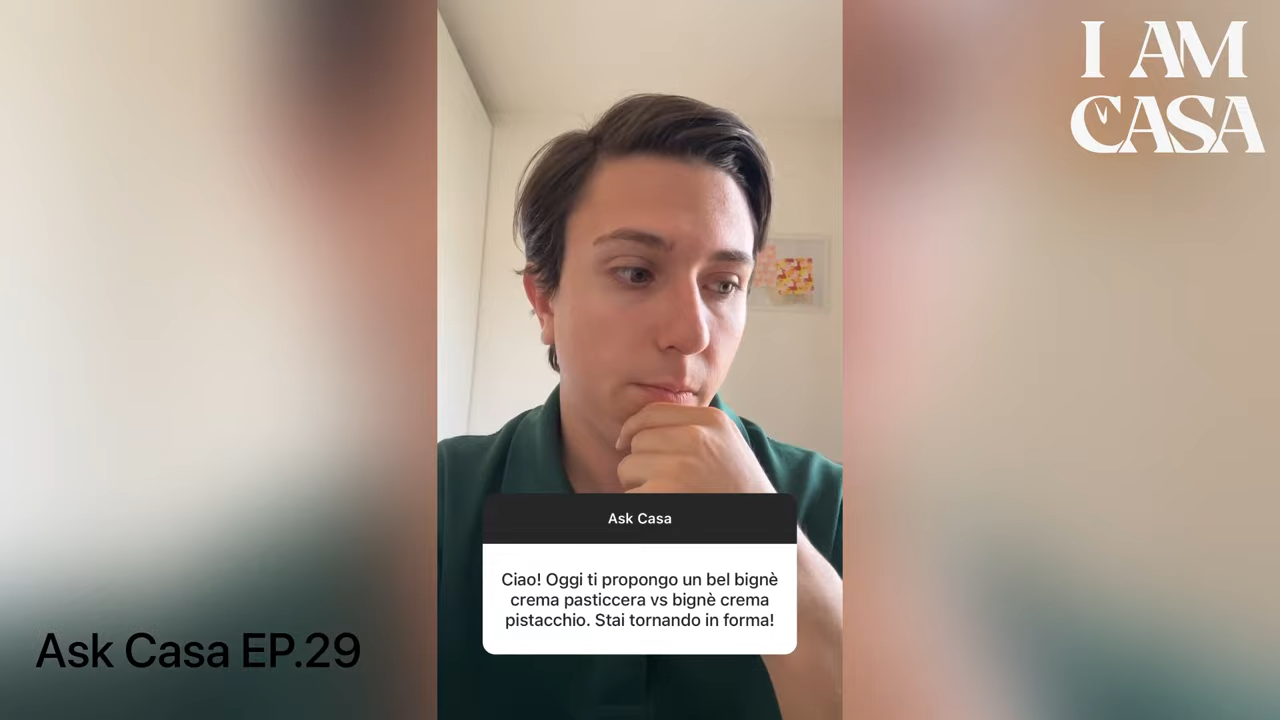 I AM
CASA
Ask Casa
Ciao! Oggi ti propongo un bel bignè
crema pasticcera vs bignè crema
pistacchio. Stai tornando in forma!
Ask Casa EP.29